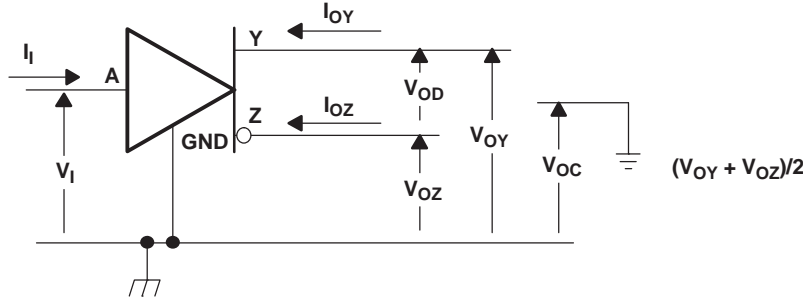 I_OY
Y
I_I
A
V_OD
I_OZ
Z
GND
V_OY
V_I
V_OZ
V_OC
(V_OY + V_OZ)/2